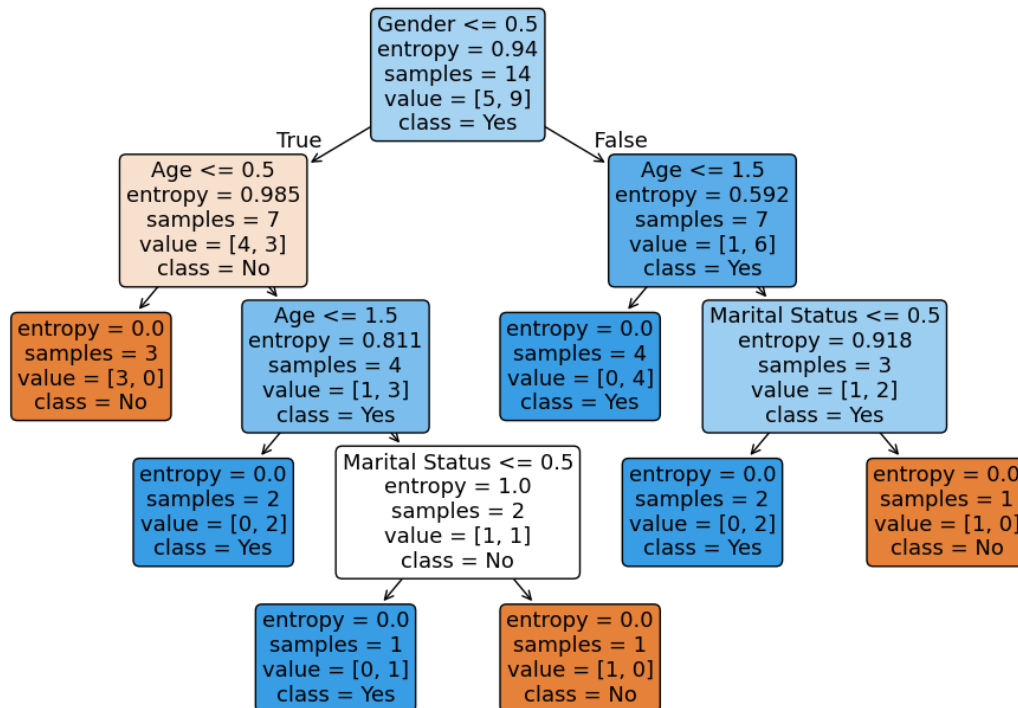 Gender <= 0.5
entropy = 0.94
samples = 14
value = [5, 9]
class = Yes
True
False
Age <= 0.5
entropy = 0.985
samples = 7
value = [4, 3]
class = No
Age <= 1.5
entropy = 0.592
samples = 7
value = [1, 6]
class = Yes
entropy = 0.0
samples = 3
value = [3, 0]
class = No
Age <= 1.5
entropy = 0.811
samples = 4
value = [1, 3]
class = Yes
entropy = 0.0
samples = 4
value = [0, 4]
class = Yes
Marital Status <= 0.5
entropy = 0.918
samples = 3
value = [1, 2]
class = Yes
entropy = 0.0
samples = 2
value = [0, 2]
class = Yes
Marital Status <= 0.5
entropy = 1.0
samples = 2
value = [1, 1]
class = No
entropy = 0.0
samples = 2
value = [0, 2]
class = Yes
entropy = 0.0
samples = 1
value = [1, 0]
class = No
entropy = 0.0
samples = 1
value = [0, 1]
class = Yes
entropy = 0.0
samples = 1
value = [1, 0]
class = No